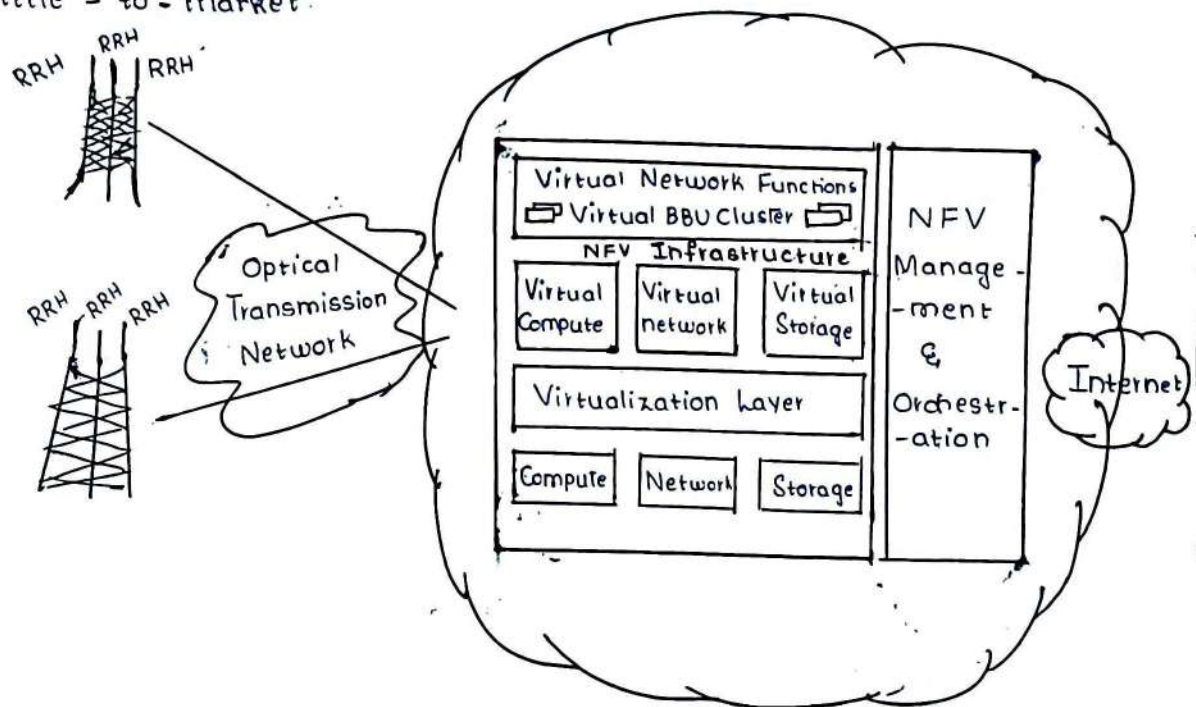 time - to - market.
RRH
RRH
RRH
RRH
RRH
RRH
Optical
Transmission
Network
Virtual Network Functions
Virtual BBU Cluster
NFV Infrastructure
Virtual
Compute
Virtual
network
Virtual
Storage
Virtualization Layer
Compute
Network
Storage
NFV
Manage-
-ment
&
Orchestr-
-ation
Internet